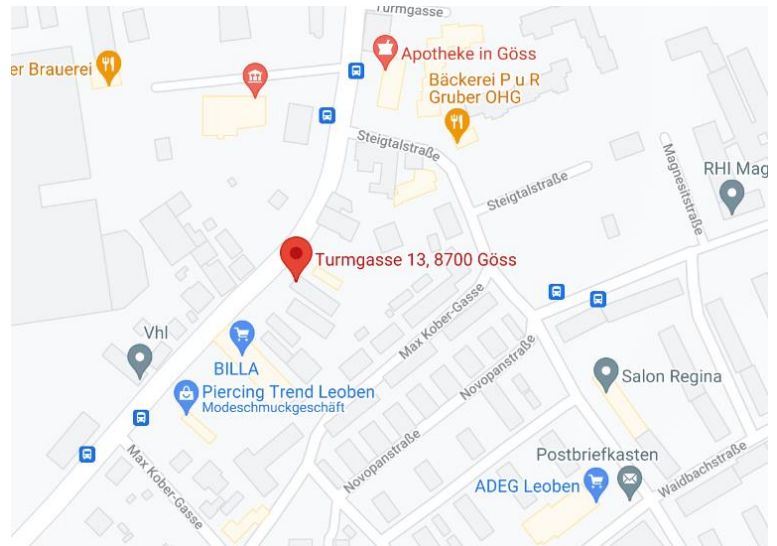 Turmgasse
Apotheke in Göss
er Brauerei
Bäckerei P u R
Gruber OHG
Steigtalstraße
Magnesitstraße
RHI Mag
Steigtalstraße
Turmgasse 13, 8700 Göss
Vhl
Max Kober-Gasse
BILLA
Novopanstraße
Salon Regina
Piercing Trend Leoben
Modeschmuckgeschäft
Max Kober-Gasse
Novopanstraße
Postbriefkasten
Waidbachstraße
ADEG Leoben